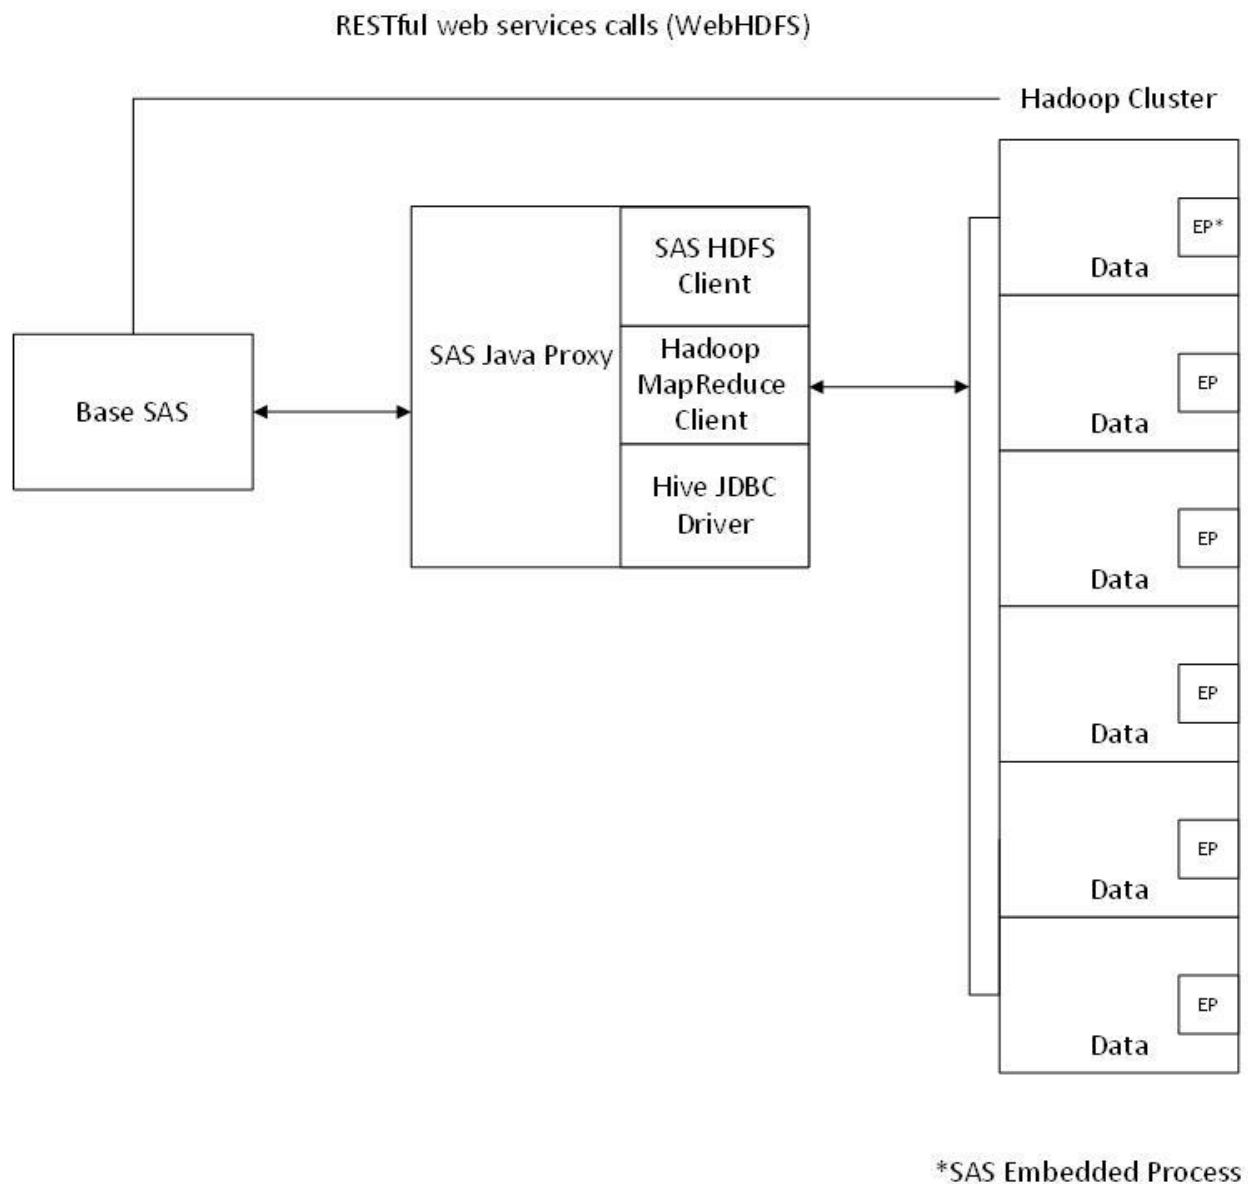 RESTful web services calls (WebHDFS)
Hadoop Cluster
Base SAS
SAS Java Proxy
SAS HDFS
Client
Hadoop
MapReduce
Client
Hive JDBC
Driver
EP*
Data
EP
Data
EP
Data
EP
Data
EP
Data
EP
Data
*SAS Embedded Process